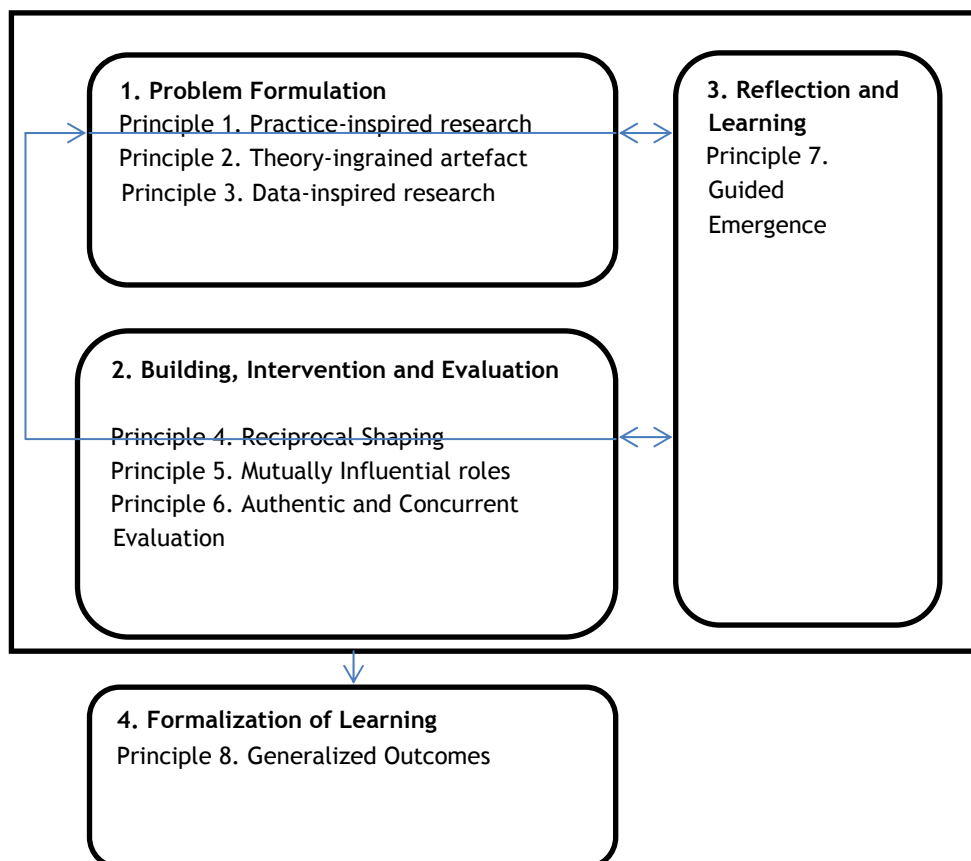 1. Problem Formulation
Principle 1. Practice-inspired research
Principle 2. Theory-ingrained artefact
Principle 3. Data-inspired research
2. Building, Intervention and Evaluation
Principle 4. Reciprocal Shaping
Principle 5. Mutually Influential roles
Principle 6. Authentic and Concurrent
Evaluation
3. Reflection and
Learning
Principle 7.
Guided
Emergence
4. Formalization of Learning
Principle 8. Generalized Outcomes